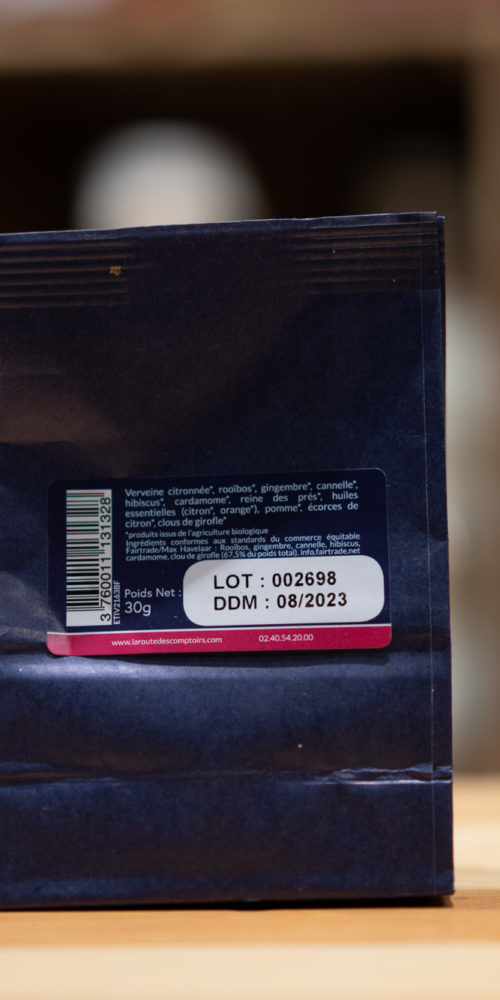 Verveine citronnée*, rooibos*, gingembre*, cannelle*,
hibiscus*, cardamome*, reine des prés*, huiles
essentielles (citron*, orange*), pomme*, écorces de
citron*, clous de girofle*
*produits issus de l'agriculture biologique
Ingrédients conformes aux standards du commerce équitable
Fairtrade/Max Havelaar : Rooibos, gingembre, cannelle, hibiscus,
cardamome, clou de girofle (67,5% du poids total). info.fairtrade.net
3 760011 131328
ETIV2163BF
Poids Net :
30g
LOT : 002698
DDM : 08/2023
www.laroutedescomptoirs.com 02.40.54.20.00